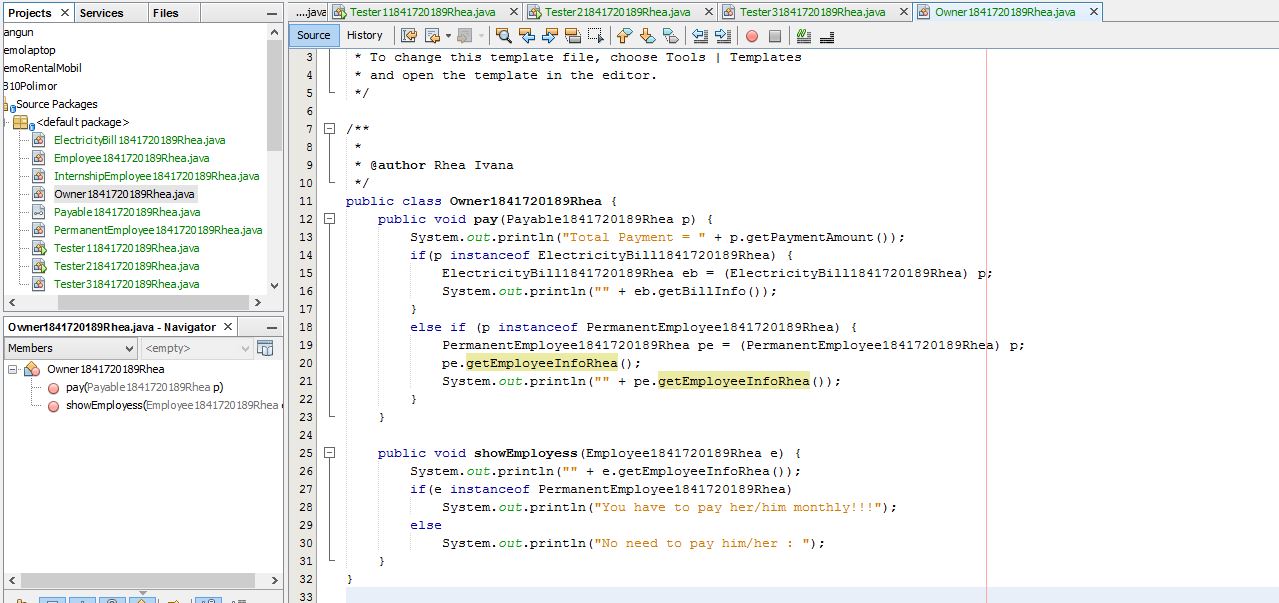 Projects Services Files
angun
emolaptop
emoRentalMobil
B10Polimor
Source Packages
<default package>
ElectricityBill1841720189Rhea.java
Employee1841720189Rhea.java
InternshipEmployee1841720189Rhea.java
Owner1841720189Rhea.java
Payable1841720189Rhea.java
PermanentEmployee1841720189Rhea.java
Tester11841720189Rhea.java
Tester21841720189Rhea.java
Tester31841720189Rhea.java
Owner1841720189Rhea.java - Navigator
Members <empty>
Owner1841720189Rhea
pay(Payable1841720189Rhea p)
showEmployess(Employee1841720189Rhea
....java Tester11841720189Rhea.java Tester21841720189Rhea.java Tester31841720189Rhea.java Owner1841720189Rhea.java
Source History
3 * To change this template file, choose Tools | Templates
4 * and open the template in the editor.
5 */
6
7 /**
8 *
9 * @author Rhea Ivana
10 */
11 public class Owner1841720189Rhea {
12 public void pay(Payable1841720189Rhea p) {
13 System.out.println("Total Payment = " + p.getPaymentAmount());
14 if(p instanceof ElectricityBill1841720189Rhea) {
15 ElectricityBill1841720189Rhea eb = (ElectricityBill1841720189Rhea) p;
16 System.out.println("" + eb.getBillInfo());
17 }
18 else if (p instanceof PermanentEmployee1841720189Rhea) {
19 PermanentEmployee1841720189Rhea pe = (PermanentEmployee1841720189Rhea) p;
20 pe.getEmployeeInfoRhea();
21 System.out.println("" + pe.getEmployeeInfoRhea());
22 }
23 }
24
25 public void showEmployess(Employee1841720189Rhea e) {
26 System.out.println("" + e.getEmployeeInfoRhea());
27 if(e instanceof PermanentEmployee1841720189Rhea)
28 System.out.println("You have to pay her/him monthly!!!");
29 else
30 System.out.println("No need to pay him/her : ");
31 }
32 }
33